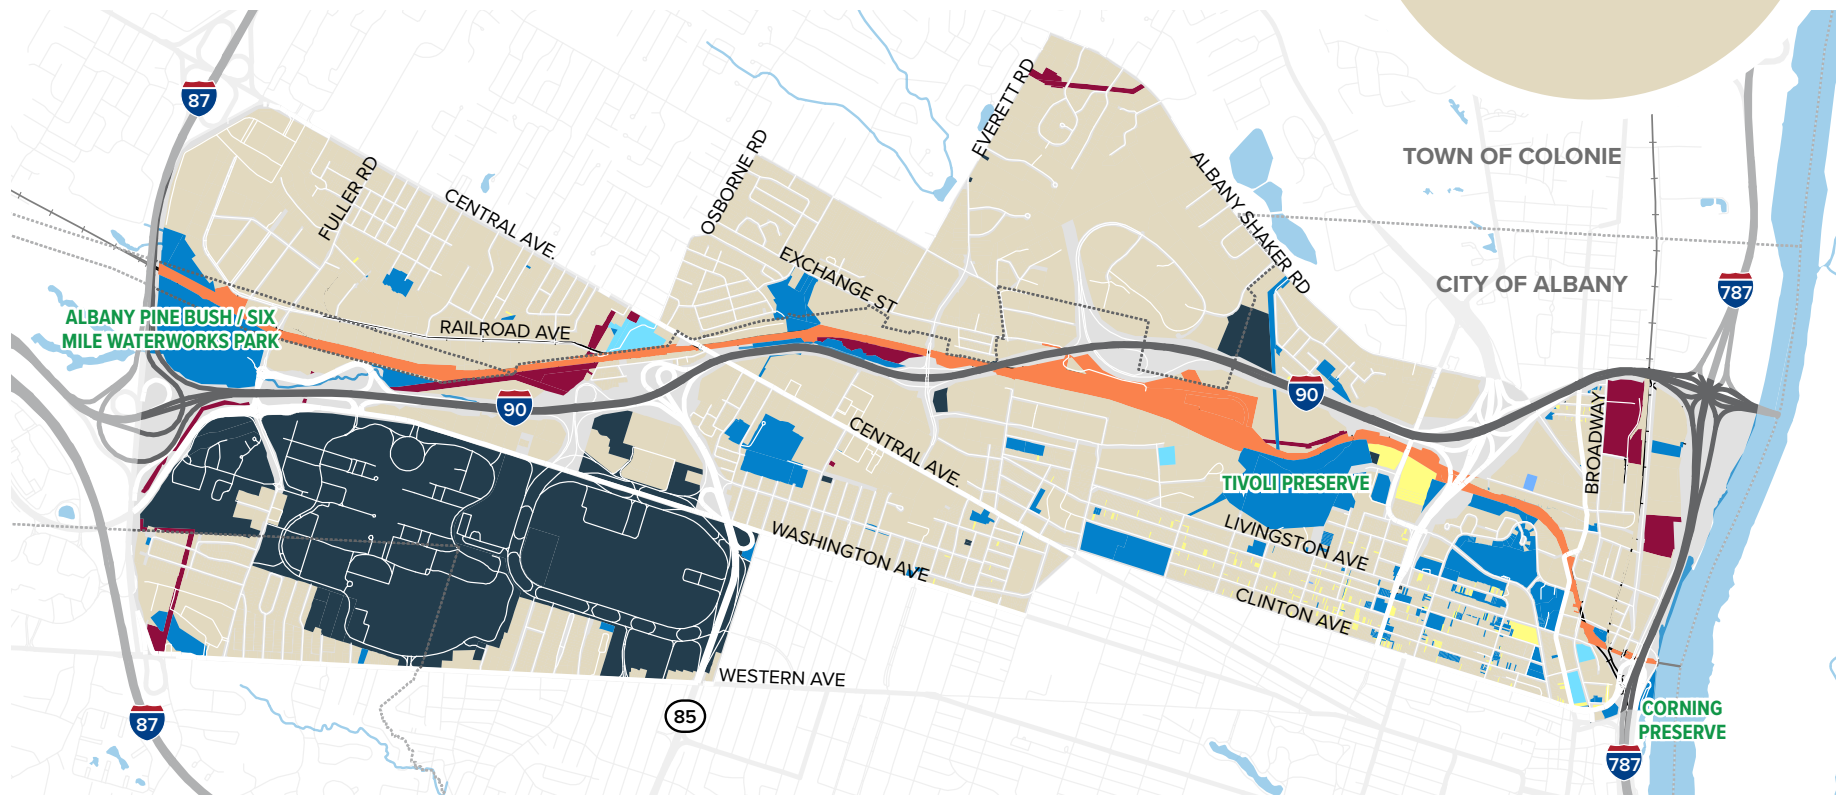 87
FULLER RD
CENTRAL AVE.
OSBORNE RD
EVERETT RD
ALBANY SHAKER RD
TOWN OF COLONIE
CITY OF ALBANY
787
EXCHANGE ST
RAILROAD AVE
ALBANY PINE BUSH / SIX
MILE WATERWORKS PARK
90
90
CENTRAL AVE.
BROADWAY
TIVOLI PRESERVE
LIVINGSTON AVE
WASHINGTON AVE
CLINTON AVE
WESTERN AVE
85
87
CORNING
PRESERVE
787